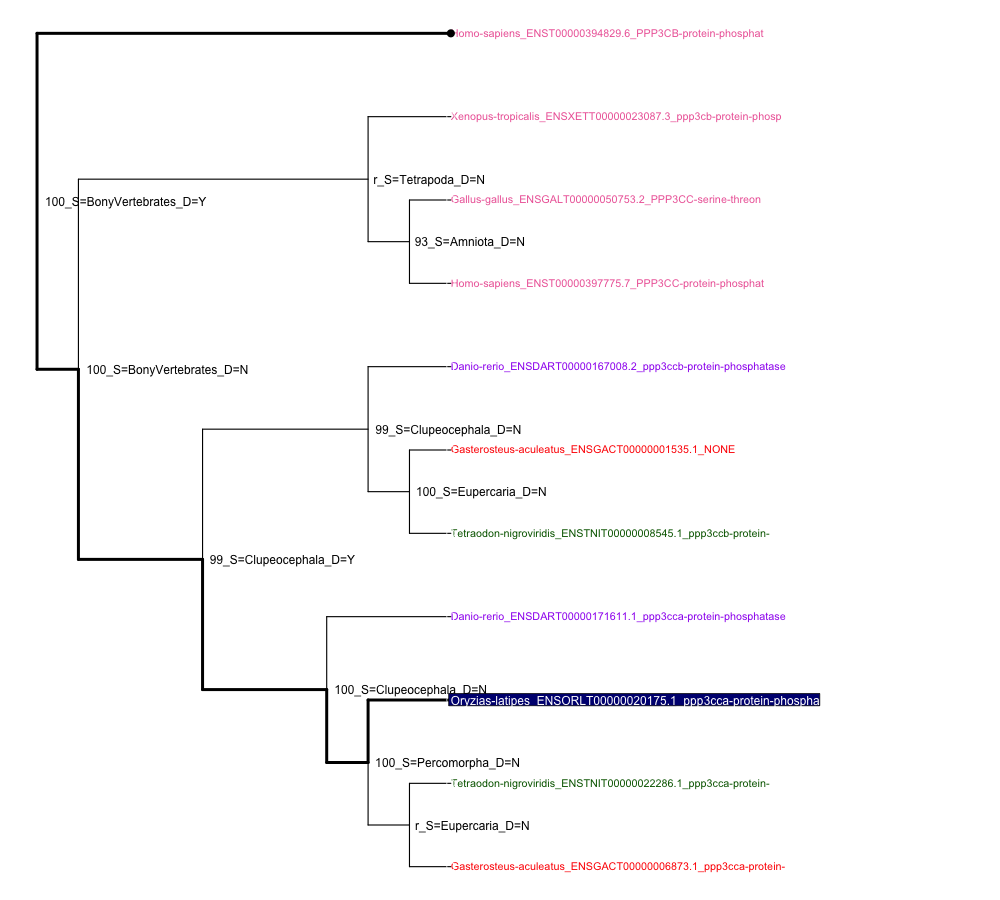 Homo-sapiens_ENST00000394829.6_PPP3CB-protein-phosphat
Xenopus-tropicalis_ENSXETT00000023087.3_ppp3cb-protein-phosp
r_S=Tetrapoda_D=N
100_S=BonyVertebrates_D=Y
Gallus-gallus_ENSGALT00000050753.2_PPP3CC-serine-threon
93_S=Amniota_D=N
Homo-sapiens_ENST00000397775.7_PPP3CC-protein-phosphat
100_S=BonyVertebrates_D=N
Danio-rerio_ENSDART00000167008.2_ppp3ccb-protein-phosphatase
99_S=Clupeocephala_D=N
Gasterosteus-aculeatus_ENSGACT00000001535.1_NONE
100_S=Eupercaria_D=N
Tetraodon-nigroviridis_ENSTNIT00000008545.1_ppp3ccb-protein-
99_S=Clupeocephala_D=Y
Danio-rerio_ENSDART00000171611.1_ppp3cca-protein-phosphatase
100_S=Clupeocephala_D=N
Oryzias-latipes_ENSORLT00000020175.1_ppp3cca-protein-phospha
100_S=Percomorpha_D=N
Tetraodon-nigroviridis_ENSTNIT00000022286.1_ppp3cca-protein-
r_S=Eupercaria_D=N
Gasterosteus-aculeatus_ENSGACT00000006873.1_ppp3cca-protein-